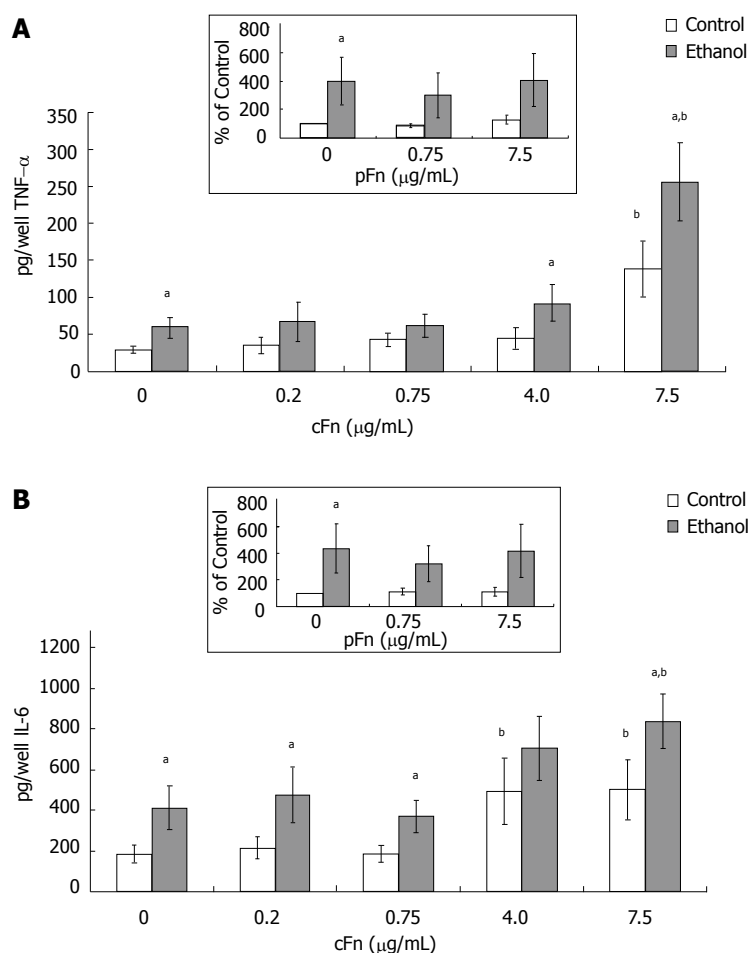 A
Control
Ethanol
800
600
400
200
0
% of Control
a
0 0.75 7.5
pFn (μg/mL)
350
300
250
200
150
100
50
0
pg/well TNF-α
a
a
b
a,b
0 0.2 0.75 4.0 7.5
cFn (μg/mL)
B
Control
Ethanol
800
600
400
200
0
% of Control
a
0 0.75 7.5
pFn (μg/mL)
1200
1000
800
600
400
200
0
pg/well IL-6
a
a
a
b
b
a,b
0 0.2 0.75 4.0 7.5
cFn (μg/mL)